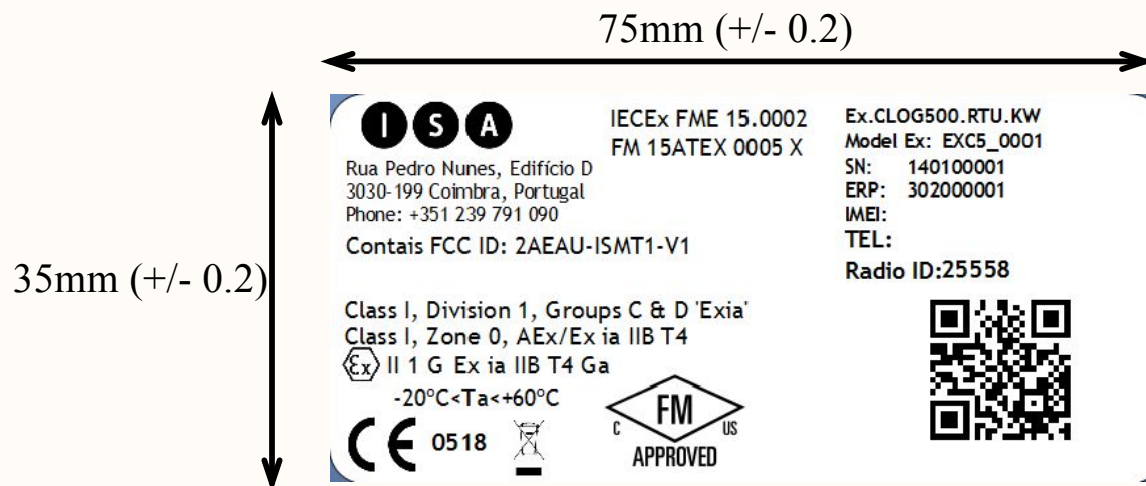 75mm (+/- 0.2)
35mm (+/- 0.2)
ISA
Rua Pedro Nunes, Edifício D
3030-199 Coimbra, Portugal
Phone: +351 239 791 090
Contais FCC ID: 2AEAU-ISMT1-V1
IECEx FME 15.0002
FM 15ATEX 0005 X
Ex.CLOG500.RTU.KW
Model Ex: EXC5_0001
SN: 140100001
ERP: 302000001
IMEI:
TEL:
Radio ID:25558
Class I, Division 1, Groups C & D 'Exia'
Class I, Zone 0, AEx/Ex ia IIB T4
Ex II 1 G Ex ia IIB T4 Ga
-20ºC<Ta<+60ºC
CE 0518
FM
C US
APPROVED